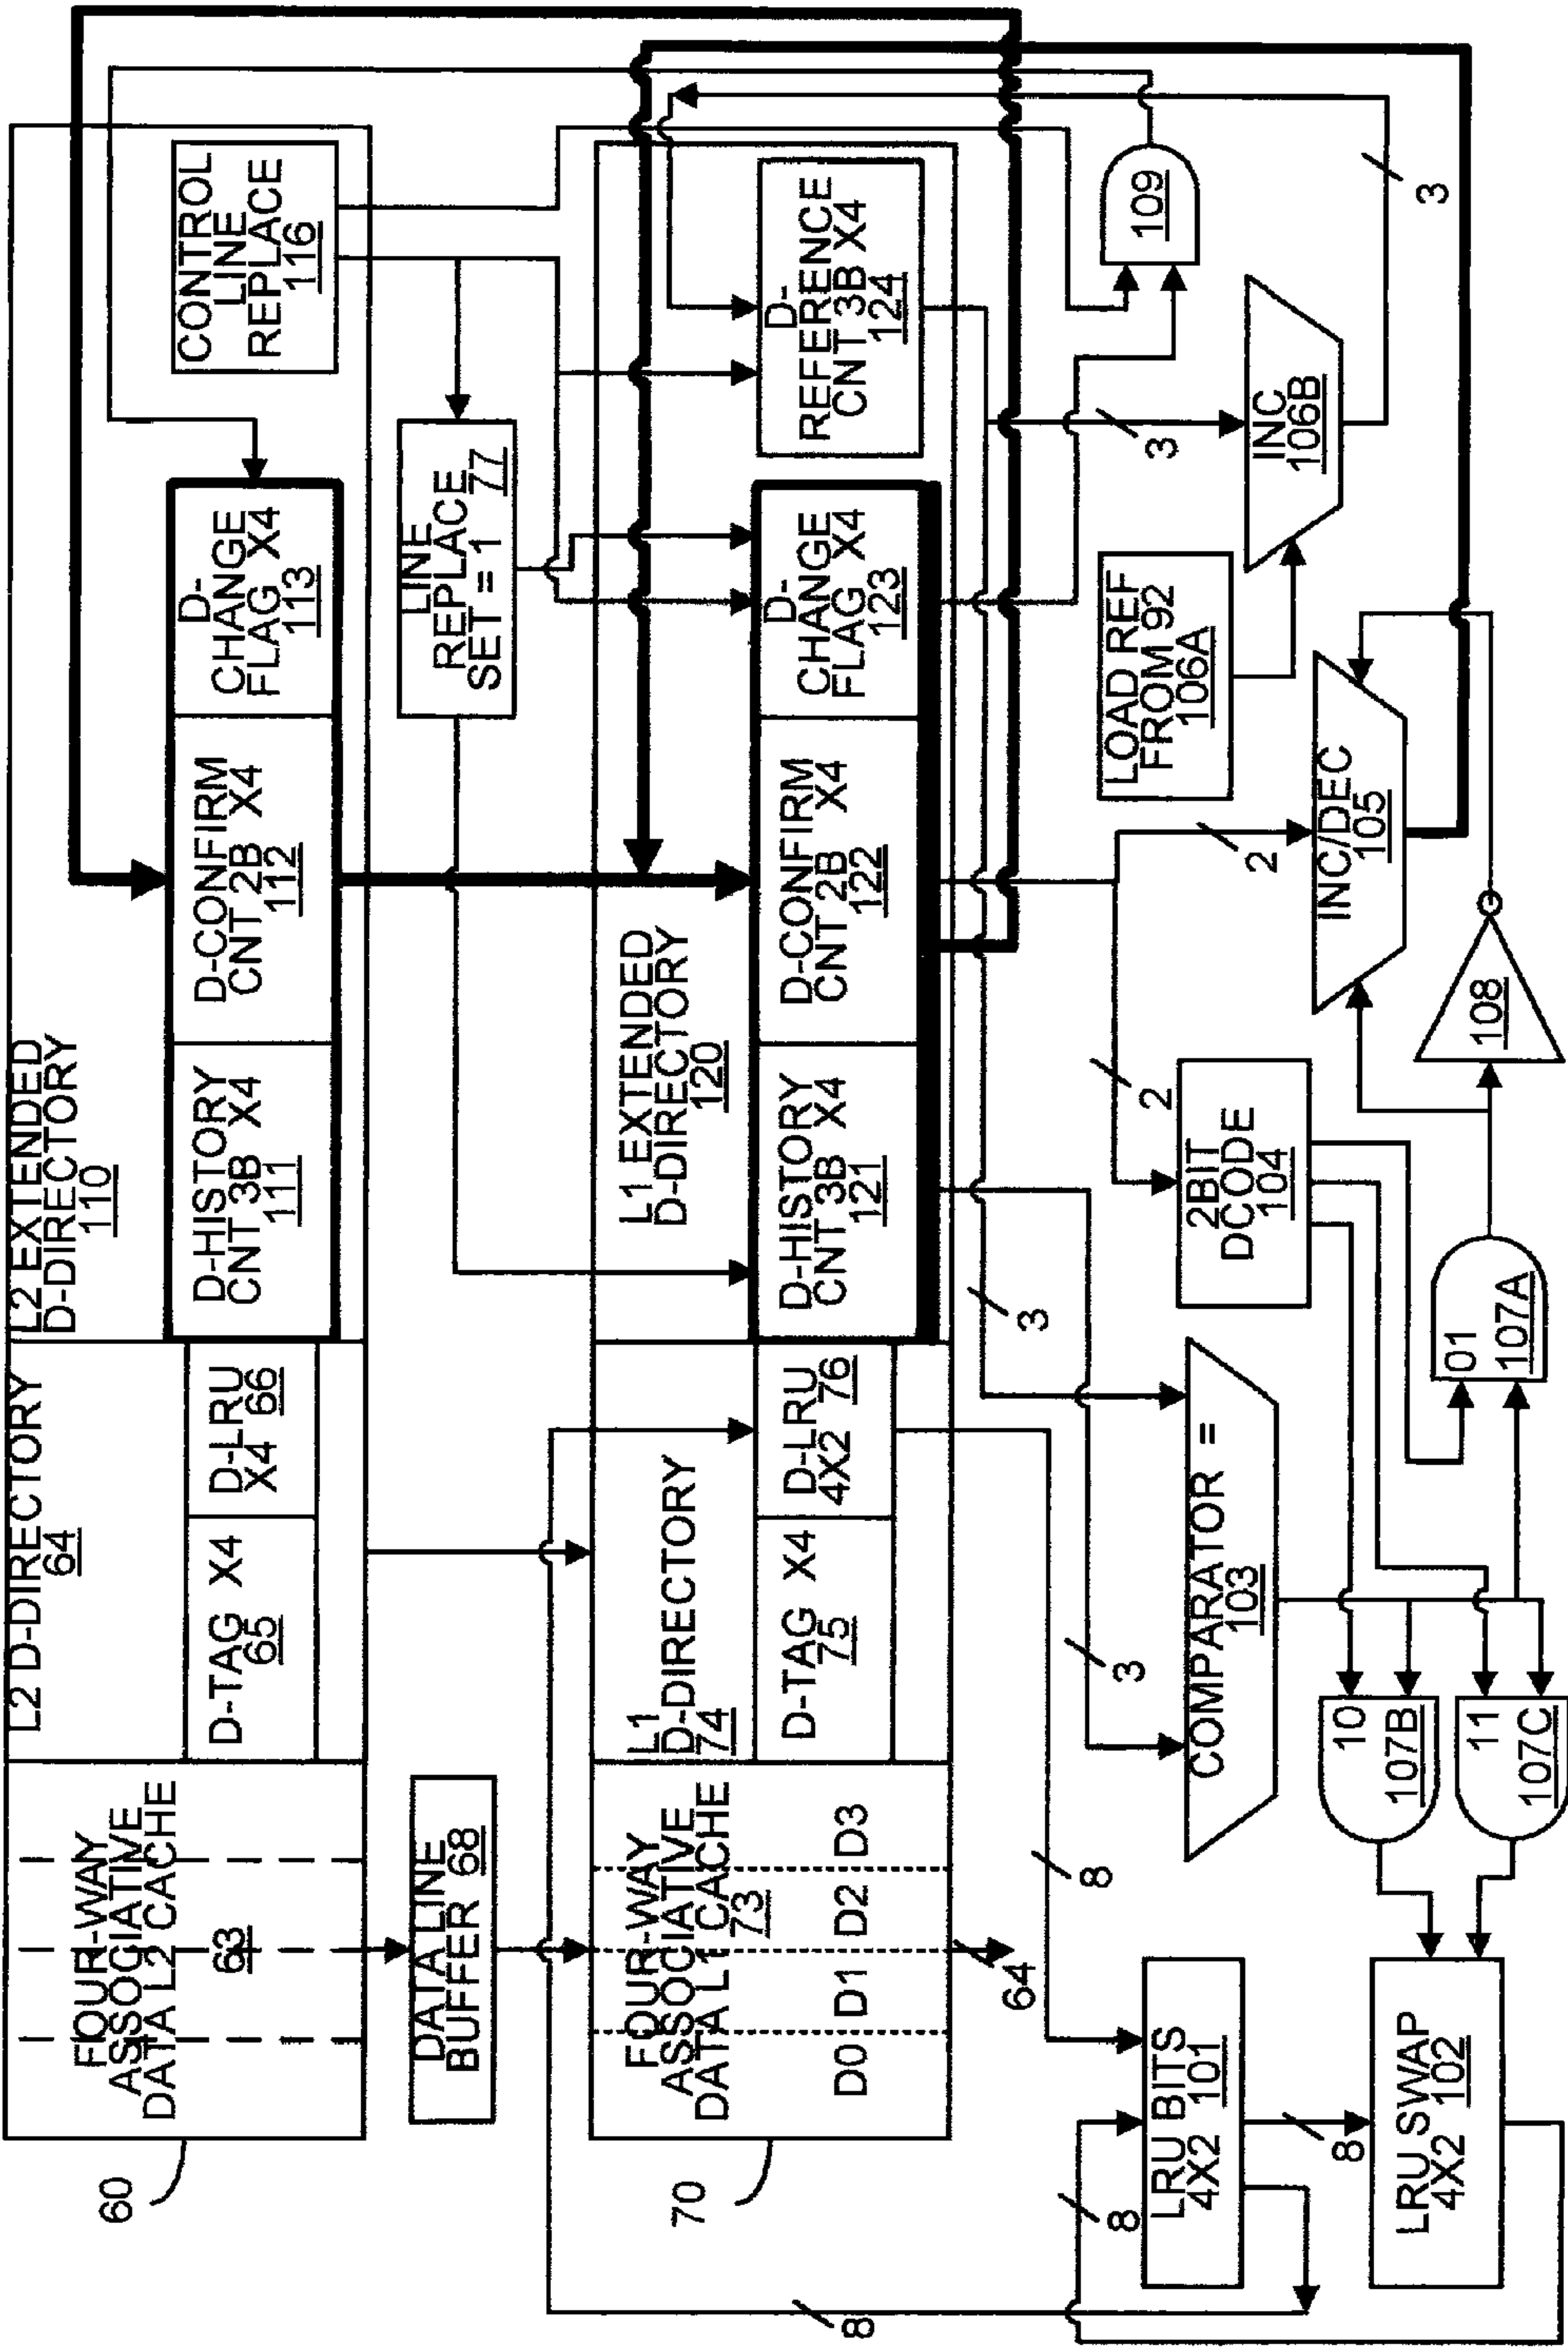 60
FOUR-WAY
ASSOCIATIVE
DATA L2 CACHE
63
L2 D-DIRECTORY
64
D-TAG X4
65
D-LRU
X4 66
L2 EXTENDED
D-DIRECTORY
110
D-HISTORY
CNT 3B X4
111
D-CONFIRM
CNT 2B X4
112
D-
CHANGE
FLAG X4
113
CONTROL
LINE
REPLACE
116
DATA LINE
BUFFER 68
LINE
REPLACE
SET = 1 77
70
FOUR-WAY
ASSOCIATIVE
DATA L1 CACHE
73
D0 D1 D2 D3
64
L1
D-DIRECTORY
74
D-TAG X4
75
D-LRU
4X2 76
L1 EXTENDED
D-DIRECTORY
120
D-HISTORY
CNT 3B X4
121
D-CONFIRM
CNT 2B X4
122
D-
CHANGE
FLAG X4
123
D-
REFERENCE
CNT 3B X4
124
8
8
8
8
3
3
2
2
3
3
LRU BITS
4X2 101
LRU SWAP
4X2 102
COMPARATOR =
103
2BIT
DCODE
104
LOAD REF
FROM 92
106A
INC
106B
INC/DEC
105
109
10
107B
11
107C
01
107A
108